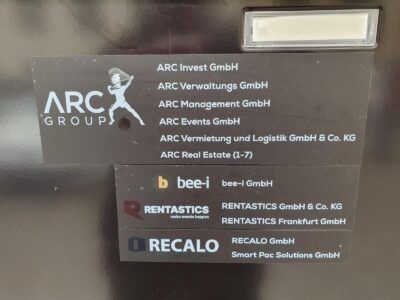 ARC
GROUP
ARC Invest GmbH
ARC Verwaltungs GmbH
ARC Management GmbH
ARC Events GmbH
ARC Vermietung und Logistik GmbH & Co. KG
ARC Real Estate (1-7)
b bee-i
bee-i GmbH
RENTASTICS
make events happen
RENTASTICS GmbH & Co. KG
RENTASTICS Frankfurt GmbH
RECALO
RECALO GmbH
Smart Pac Solutions GmbH